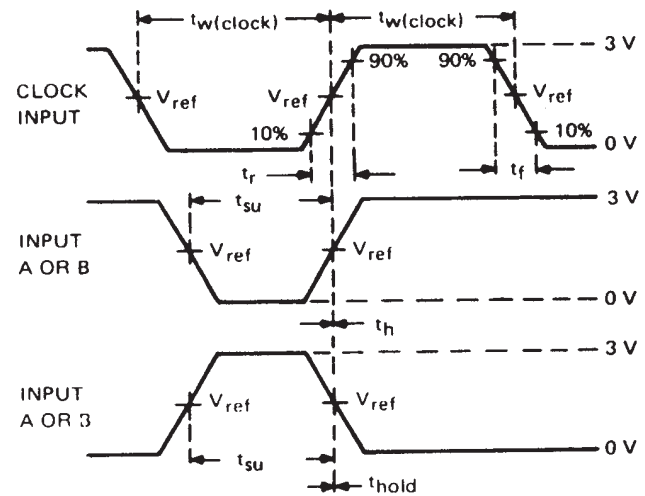 tw(clock) tw(clock)
3 V
90% 90%
CLOCK
INPUT
Vref Vref Vref
10% 10%
0 V
tr tf
tsu
3 V
INPUT
A OR B
Vref Vref
0 V
th
3 V
INPUT
A OR B
Vref Vref
0 V
tsu
thold